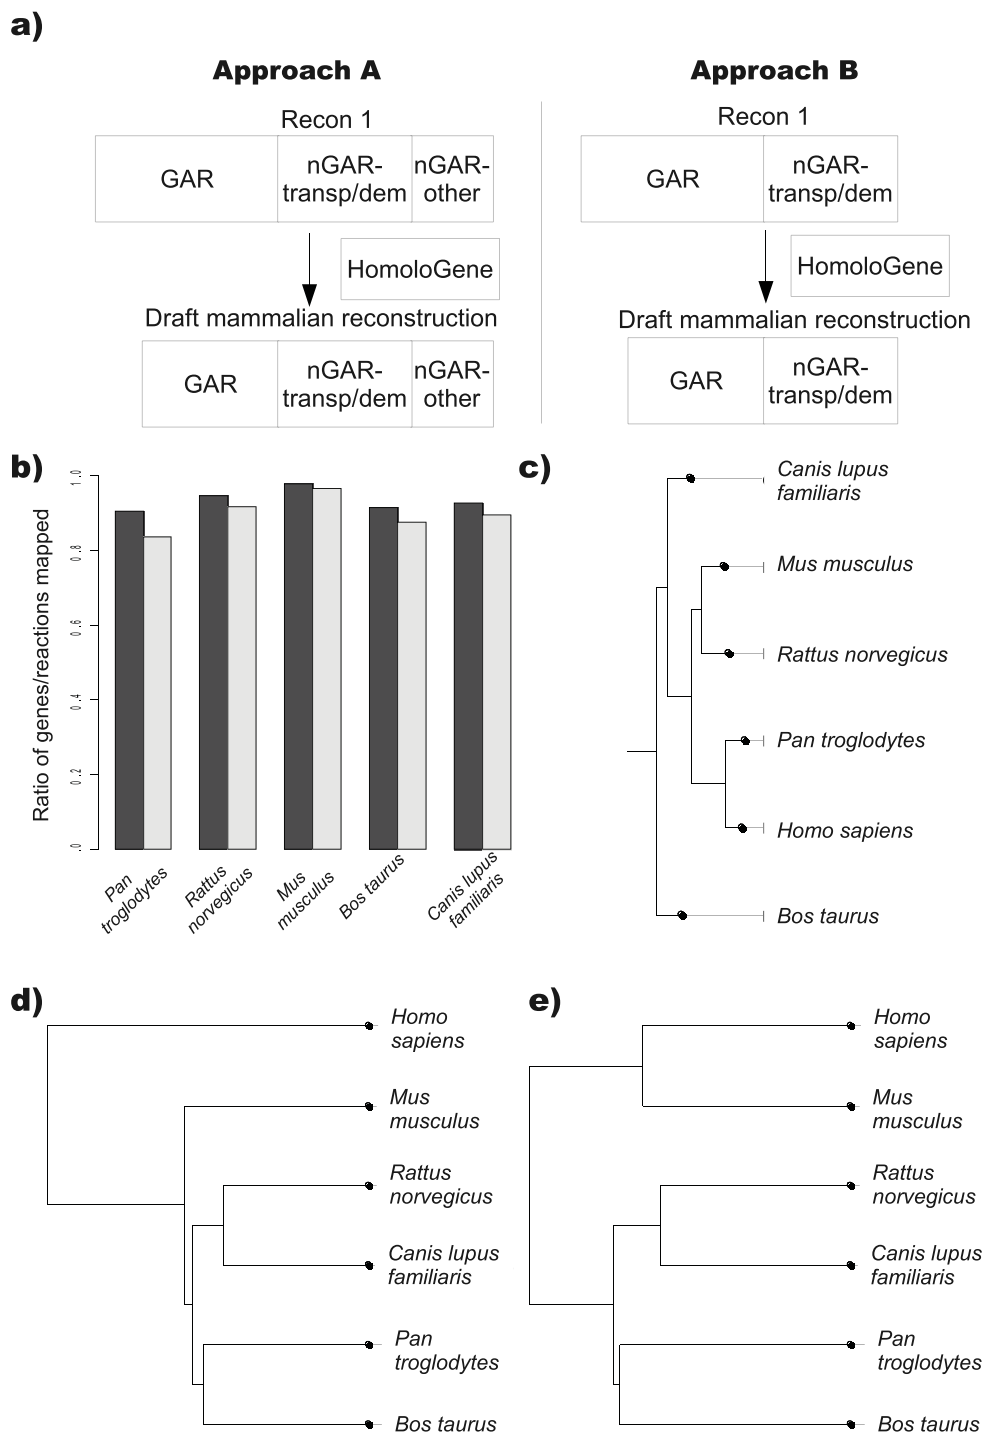 a)
Approach A
Recon 1
GAR
nGAR-
transp/dem
nGAR-
other
HomoloGene
Draft mammalian reconstruction
GAR
nGAR-
transp/dem
nGAR-
other
Approach B
Recon 1
GAR
nGAR-
transp/dem
HomoloGene
Draft mammalian reconstruction
GAR
nGAR-
transp/dem
b)
Ratio of genes/reactions mapped
1.0
0.8
0.6
0.4
0.2
.0
Pan
troglodytes
Rattus
norvegicus
Mus
musculus
Bos taurus
Canis lupus
familiaris
c)
Canis lupus
familiaris
Mus musculus
Rattus norvegicus
Pan troglodytes
Homo sapiens
Bos taurus
d)
Homo
sapiens
Mus
musculus
Rattus
norvegicus
Canis lupus
familiaris
Pan
troglodytes
Bos taurus
e)
Homo
sapiens
Mus
musculus
Rattus
norvegicus
Canis lupus
familiaris
Pan
troglodytes
Bos taurus